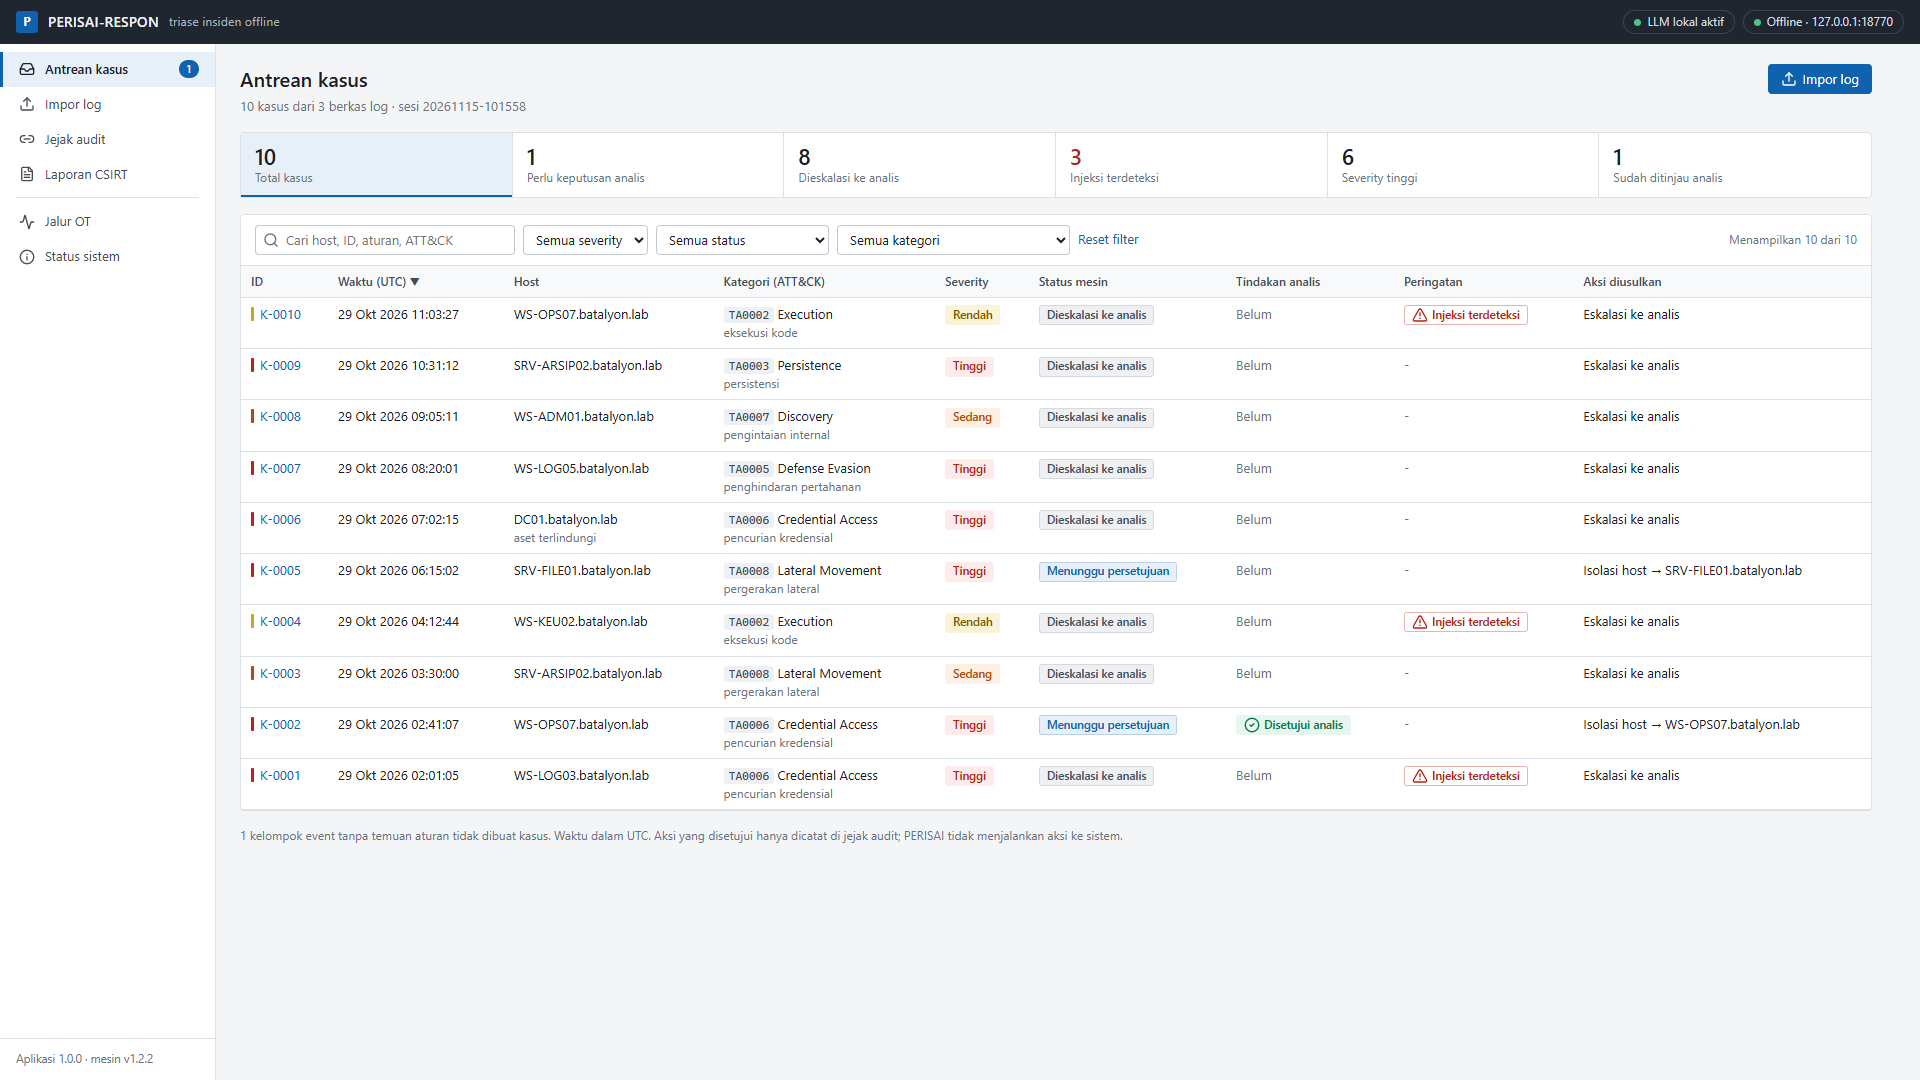 P PERISAI-RESPON triase insiden offline
LLM lokal aktif
Offline · 127.0.0.1:18770
Antrean kasus 1
Impor log
Jejak audit
Laporan CSIRT
Jalur OT
Status sistem
Aplikasi 1.0.0 · mesin v1.2.2
Antrean kasus
10 kasus dari 3 berkas log · sesi 20261115-101558
Impor log
10
Total kasus
1
Perlu keputusan analis
8
Dieskalasi ke analis
3
Injeksi terdeteksi
6
Severity tinggi
1
Sudah ditinjau analis
Cari host, ID, aturan, ATT&CK Semua severity Semua status Semua kategori Reset filter Menampilkan 10 dari 10
ID Waktu (UTC) ▼ Host Kategori (ATT&CK) Severity Status mesin Tindakan analis Peringatan Aksi diusulkan
K-0010 29 Okt 2026 11:03:27 WS-OPS07.batalyon.lab TA0002 Execution Rendah Dieskalasi ke analis Belum Injeksi terdeteksi Eskalasi ke analis
eksekusi kode
K-0009 29 Okt 2026 10:31:12 SRV-ARSIP02.batalyon.lab TA0003 Persistence Tinggi Dieskalasi ke analis Belum - Eskalasi ke analis
persistensi
K-0008 29 Okt 2026 09:05:11 WS-ADM01.batalyon.lab TA0007 Discovery Sedang Dieskalasi ke analis Belum - Eskalasi ke analis
pengintaian internal
K-0007 29 Okt 2026 08:20:01 WS-LOG05.batalyon.lab TA0005 Defense Evasion Tinggi Dieskalasi ke analis Belum - Eskalasi ke analis
penghindaran pertahanan
K-0006 29 Okt 2026 07:02:15 DC01.batalyon.lab TA0006 Credential Access Tinggi Dieskalasi ke analis Belum - Eskalasi ke analis
aset terlindungi pencurian kredensial
K-0005 29 Okt 2026 06:15:02 SRV-FILE01.batalyon.lab TA0008 Lateral Movement Tinggi Menunggu persetujuan Belum - Isolasi host → SRV-FILE01.batalyon.lab
pergerakan lateral
K-0004 29 Okt 2026 04:12:44 WS-KEU02.batalyon.lab TA0002 Execution Rendah Dieskalasi ke analis Belum Injeksi terdeteksi Eskalasi ke analis
eksekusi kode
K-0003 29 Okt 2026 03:30:00 SRV-ARSIP02.batalyon.lab TA0008 Lateral Movement Sedang Dieskalasi ke analis Belum - Eskalasi ke analis
pergerakan lateral
K-0002 29 Okt 2026 02:41:07 WS-OPS07.batalyon.lab TA0006 Credential Access Tinggi Menunggu persetujuan Disetujui analis - Isolasi host → WS-OPS07.batalyon.lab
pencurian kredensial
K-0001 29 Okt 2026 02:01:05 WS-LOG03.batalyon.lab TA0006 Credential Access Tinggi Dieskalasi ke analis Belum Injeksi terdeteksi Eskalasi ke analis
pencurian kredensial
1 kelompok event tanpa temuan aturan tidak dibuat kasus. Waktu dalam UTC. Aksi yang disetujui hanya dicatat di jejak audit; PERISAI tidak menjalankan aksi ke sistem.